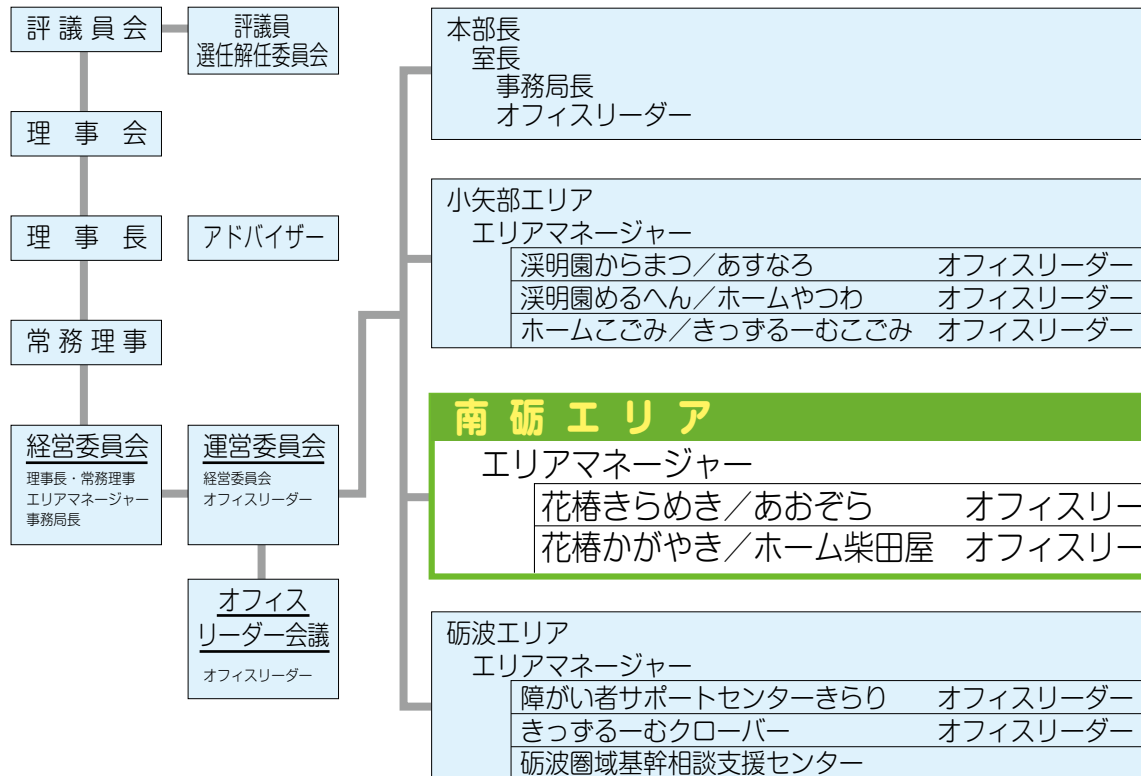 評議員会
評議員
選任解任委員会
理事会
理事長
アドバイザー
常務理事
経営委員会
理事長・常務理事
エリアマネージャー
事務局長
運営委員会
経営委員会
オフィスリーダー
オフィス
リーダー会議
オフィスリーダー
本部長
室長
事務局長
オフィスリーダー
小矢部エリア
エリアマネージャー
渓明園からまつ／あすなろ　オフィスリーダー
渓明園めるへん／ホームやつわ　オフィスリーダー
ホームこごみ／きっずるーむこごみ　オフィスリーダー
南砺エリア
エリアマネージャー
花椿きらめき／あおぞら　オフィスリー
花椿かがやき／ホーム柴田屋　オフィスリー
砺波エリア
エリアマネージャー
障がい者サポートセンターきらり　オフィスリーダー
きっずるーむクローバー　オフィスリーダー
砺波圏域基幹相談支援センター